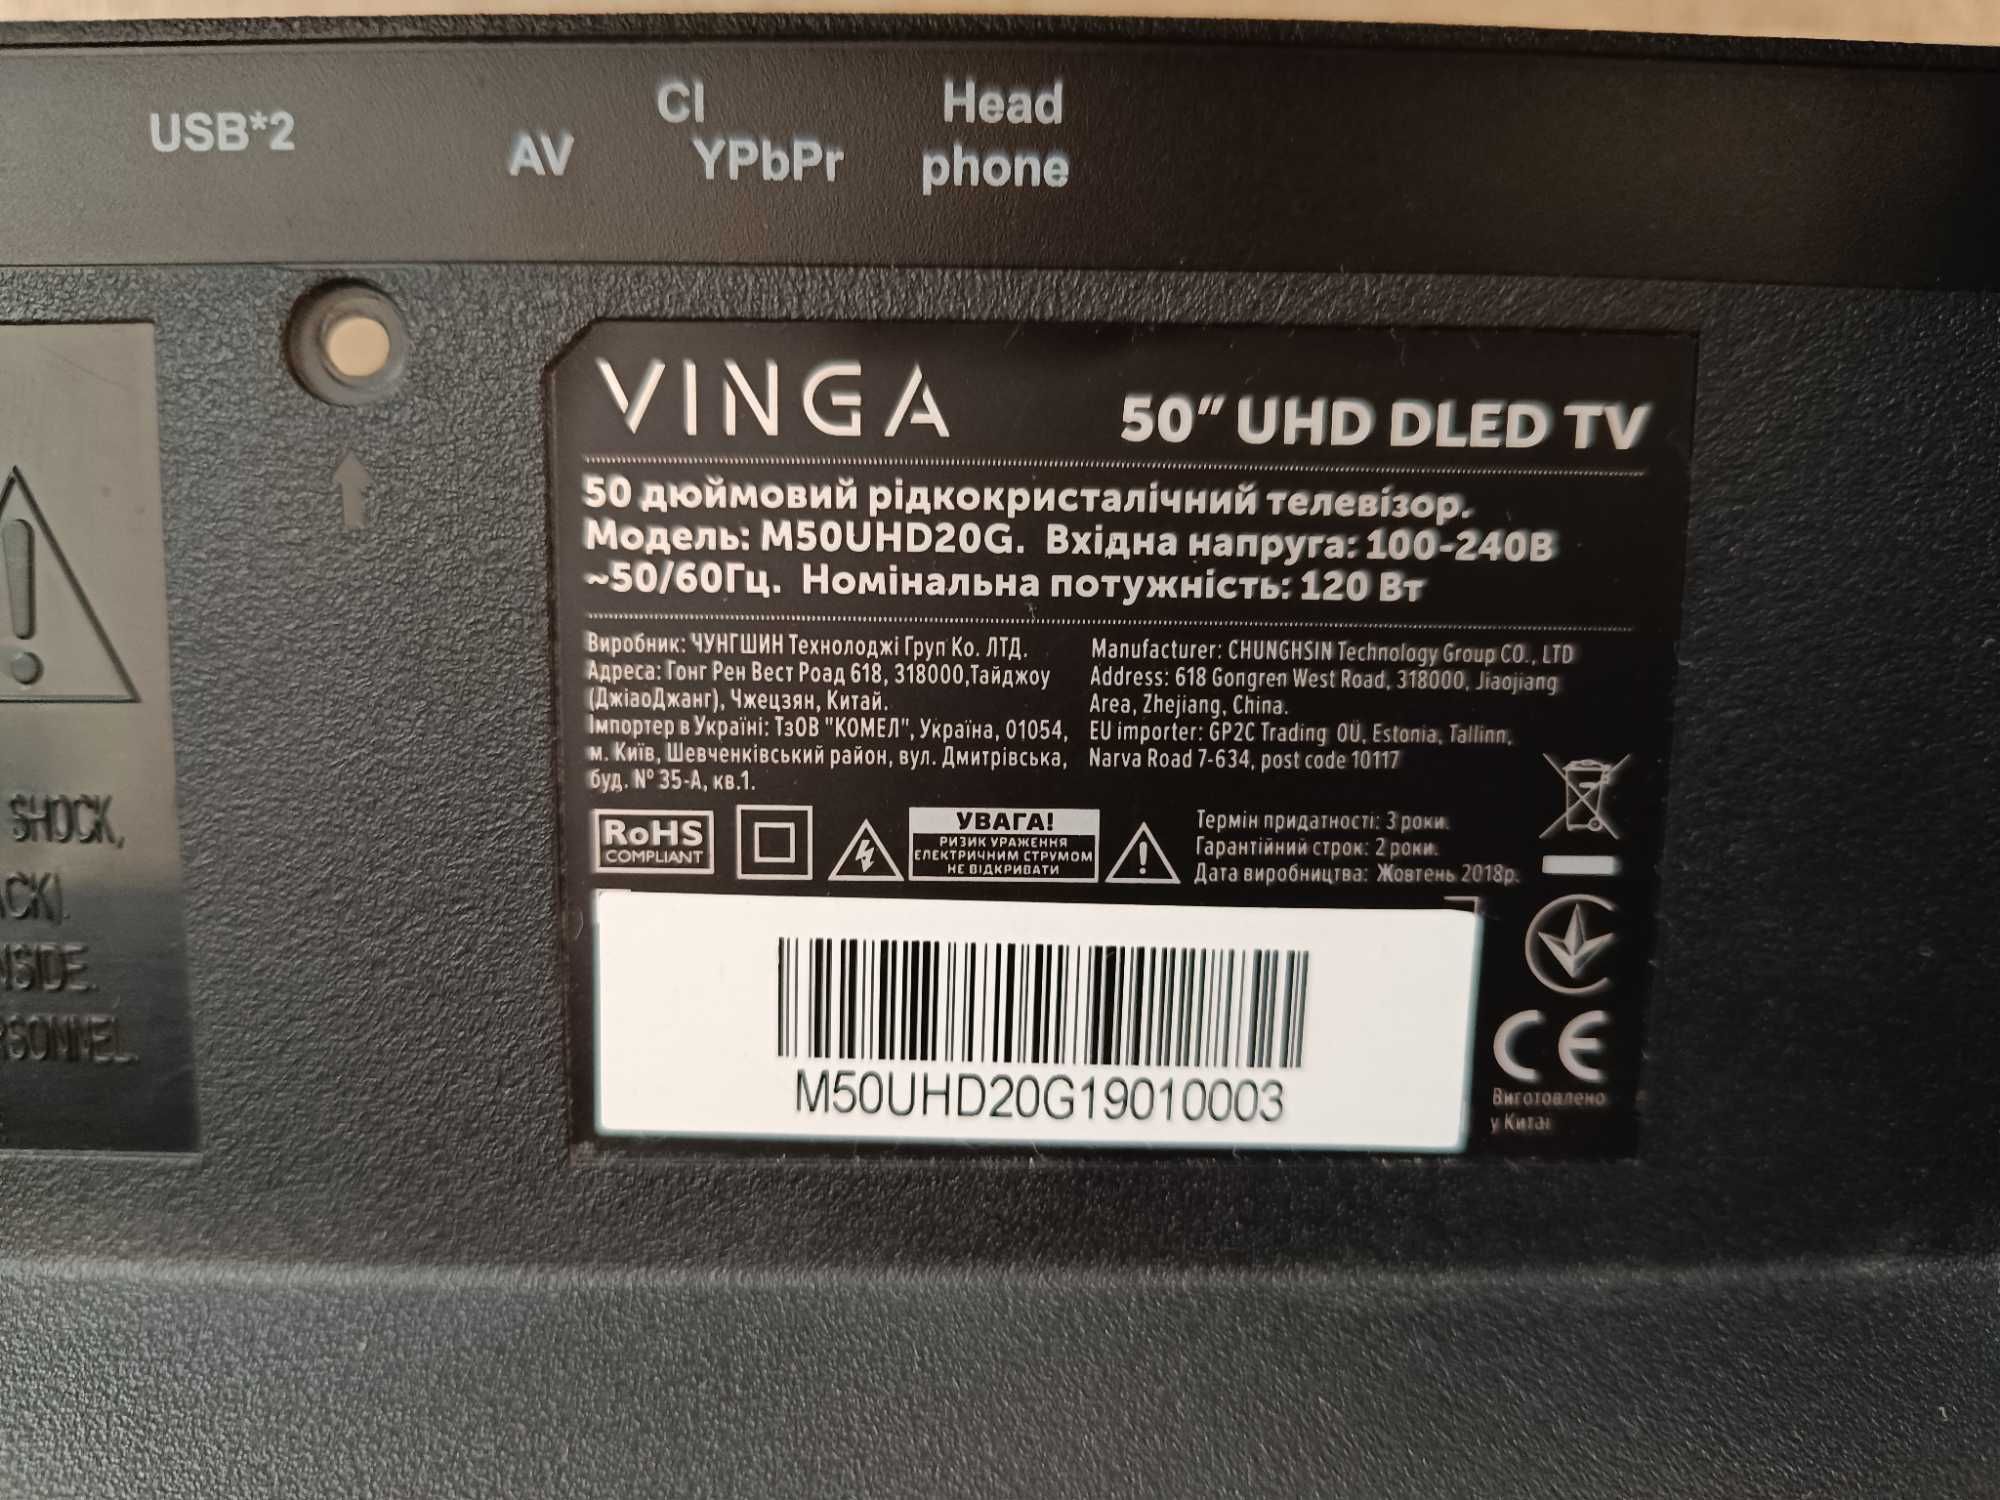 USB*2
AV
CI
YPbPr
Head
phone
VINGA
50" UHD DLED TV
50 дюймовий рідкокристалічний телевізор.
Модель: M50UHD20G. Вхідна напруга: 100-240В
~50/60Гц. Номінальна потужність: 120 Вт
Виробник: ЧУНГШИН Технолоджі Груп Ко. ЛТД.
Адреса: Гонг Рен Вест Роад 618, 318000,Тайджоу
(ДжіаоДжанг), Чжецзян, Китай.
Імпортер в Україні: ТзОВ "КОМЕЛ", Україна, 01054,
м. Київ, Шевченківський район, вул. Дмитрівська,
буд. № 35-А, кв.1.
Manufacturer: CHUNGHSIN Technology Group CO., LTD
Address: 618 Gongren West Road, 318000, Jiaojiang
Area, Zhejiang, China.
EU importer: GP2C Trading OÜ, Estonia, Tallinn,
Narva Road 7-634, post code 10117
RoHS
COMPLIANT
УВАГА!
РИЗИК УРАЖЕННЯ
ЕЛЕКТРИЧНИМ СТРУМОМ
НЕ ВІДКРИВАТИ
Термін придатності: 3 роки.
Гарантійний строк: 2 роки.
Дата виробництва: Жовтень 2018р.
M50UHD20G19010003
CE
Виготовлено
у Китаї
SHOCK,